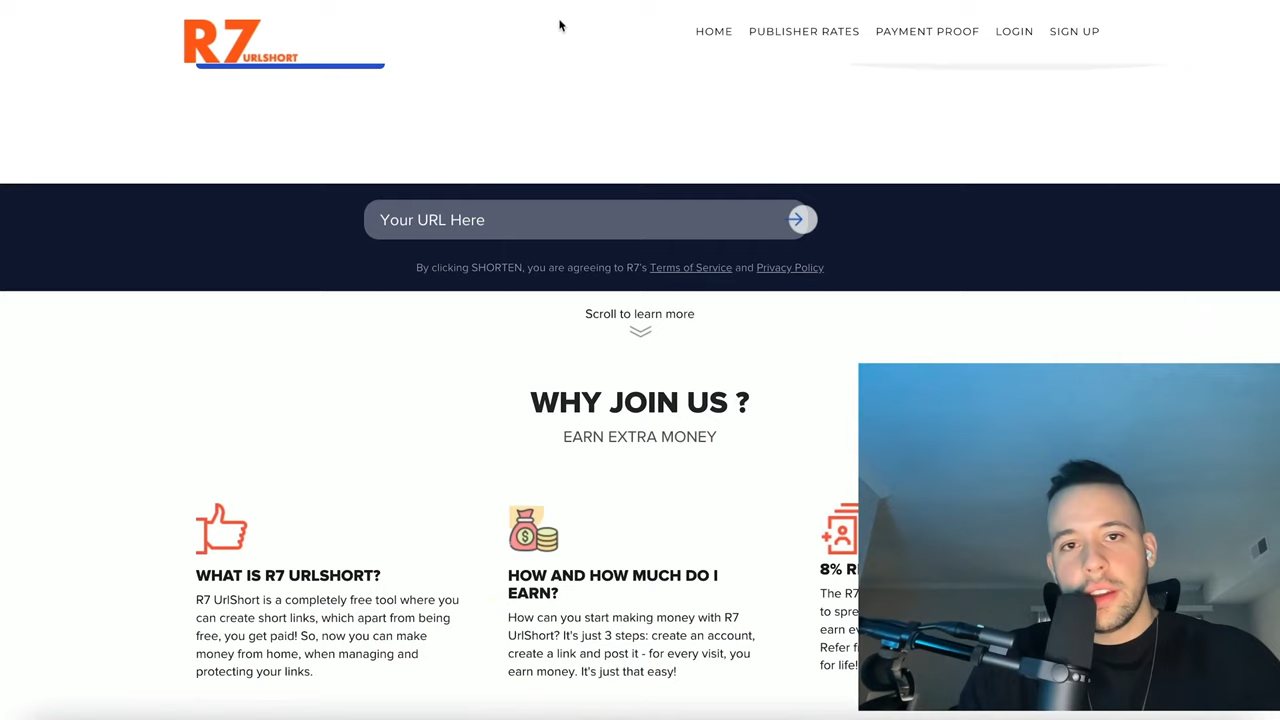 R7 URLSHORT
HOME PUBLISHER RATES PAYMENT PROOF LOGIN SIGN UP
Your URL Here
By clicking SHORTEN, you are agreeing to R7's Terms of Service and Privacy Policy
Scroll to learn more
WHY JOIN US ?
EARN EXTRA MONEY
WHAT IS R7 URLSHORT?
R7 UrlShort is a completely free tool where you
can create short links, which apart from being
free, you get paid! So, now you can make
money from home, when managing and
protecting your links.
HOW AND HOW MUCH DO I
EARN?
How can you start making money with R7
UrlShort? It's just 3 steps: create an account,
create a link and post it - for every visit, you
earn money. It's just that easy!
8%
The R7
to
earn
Refer
for life!